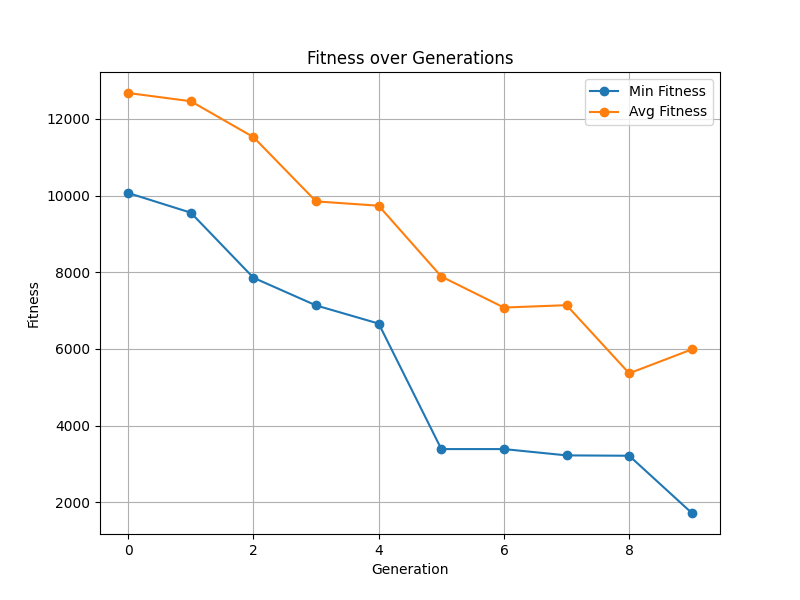 Fitness over Generations
Min Fitness
Avg Fitness
12000
10000
8000
6000
4000
2000
Fitness
0 2 4 6 8
Generation